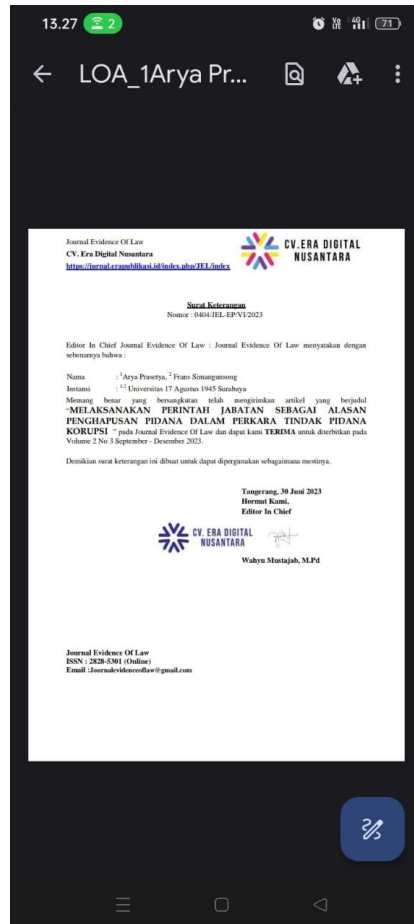 13.27
2
Vo LTE 4G 71
LOA_1Arya Pr...
Journal Evidence Of Law
CV. Era Digital Nusantara
https://jurnal.erapublikasi.id/index.php/JEL/index
CV.ERA DIGITAL
NUSANTARA
Surat Keterangan
Nomor : 0404/JEL-EP/VI/2023
Editor In Chief Journal Evidence Of Law : Journal Evidence Of Law menyatakan dengan
sebenarnya bahwa :
Nama : ¹Arya Prasetya, ² Frans Simangunsong
Instansi : ¹,² Universitas 17 Agustus 1945 Surabaya
Memang benar yang bersangkutan telah mengirimkan artikel yang berjudul
“MELAKSANAKAN PERINTAH JABATAN SEBAGAI ALASAN
PENGHAPUSAN PIDANA DALAM PERKARA TINDAK PIDANA
KORUPSI ” pada Journal Evidence Of Law dan dapat kami TERIMA untuk diterbitkan pada
Volume 2 No 3 September - Desember 2023.
Demikian surat keterangan ini dibuat untuk dapat dipergunakan sebagaimana mestinya.
Tangerang, 30 Juni 2023
Hormat Kami,
Editor In Chief
CV. ERA DIGITAL
NUSANTARA
Wahyu Mustajab, M.Pd
Journal Evidence Of Law
ISSN : 2828-5301 (Online)
Email :Journalevidenceoflaw@gmail.com